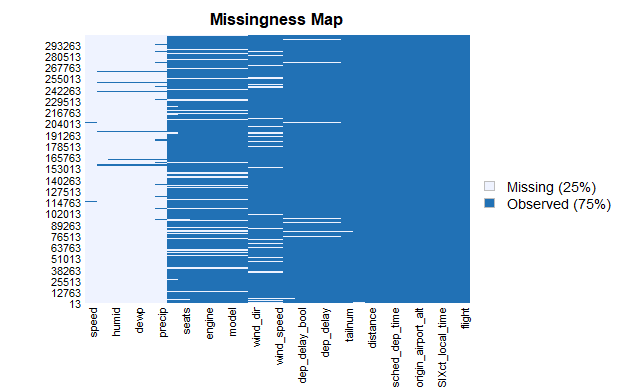 Missingness Map
293263
280513
267763
255013
242263
229513
216763
204013
191263
178513
165763
153013
140263
127513
114763
102013
89263
76513
63763
51013
38263
25513
12763
13
Missing (25%)
Observed (75%)
speed
humid
dewp
precip
seats
engine
model
wind_dir
wind_speed
dep_delay_bool
dep_delay
tailnum
distance
sched_dep_time
origin_airport_alt
SIXct_local_time
flight